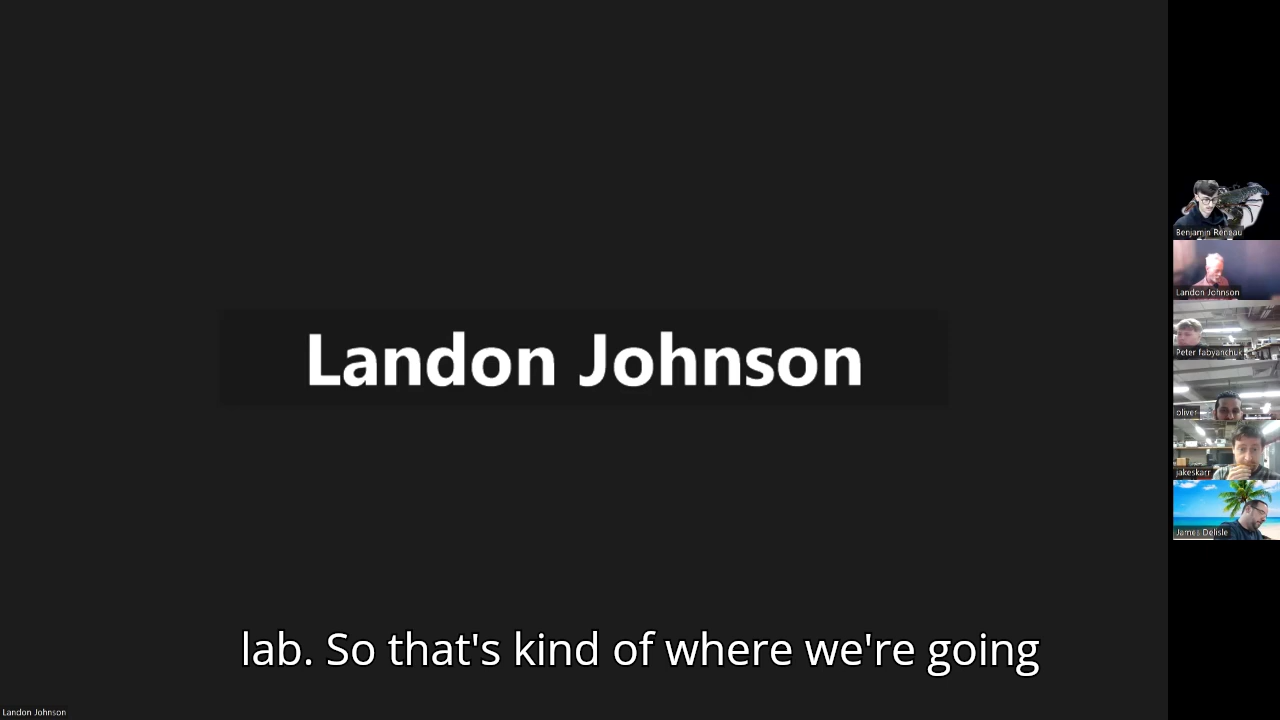 Landon Johnson
lab. So that's kind of where we're going
Landon Johnson
Benjamin Reneau
Landon Johnson
Peter fabyanchuk
oliver
jakeskarr
James Delisle